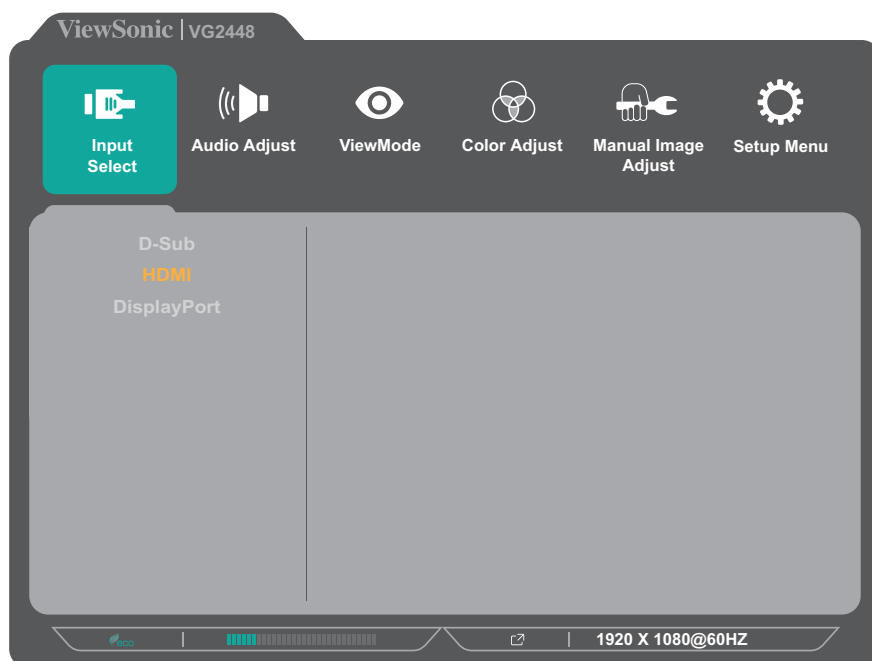 ViewSonic | VG2448
Input Select
Audio Adjust
ViewMode
Color Adjust
Manual Image Adjust
Setup Menu
D-Sub
HDMI
DisplayPort
eco
1920 X 1080@60HZ